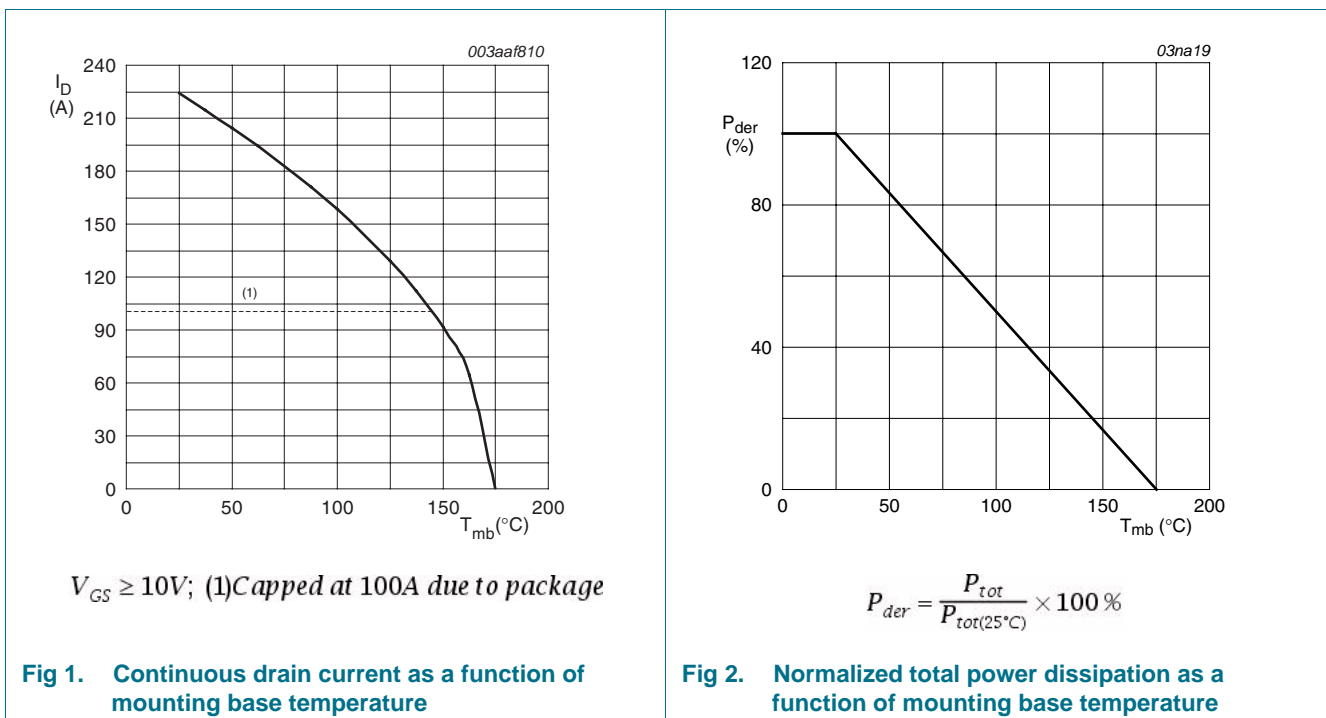 003aaf810
240
I_D
(A)
210
180
150
120
(1)
90
60
30
0
0 50 100 150 200
T_mb(°C)
V_GS ≥ 10V; (1)Capped at 100A due to package
Fig 1. Continuous drain current as a function of
mounting base temperature
03na19
120
P_der
(%)
80
40
0
0 50 100 150 200
T_mb (°C)
P_der = P_tot / P_tot(25°C) × 100 %
Fig 2. Normalized total power dissipation as a
function of mounting base temperature